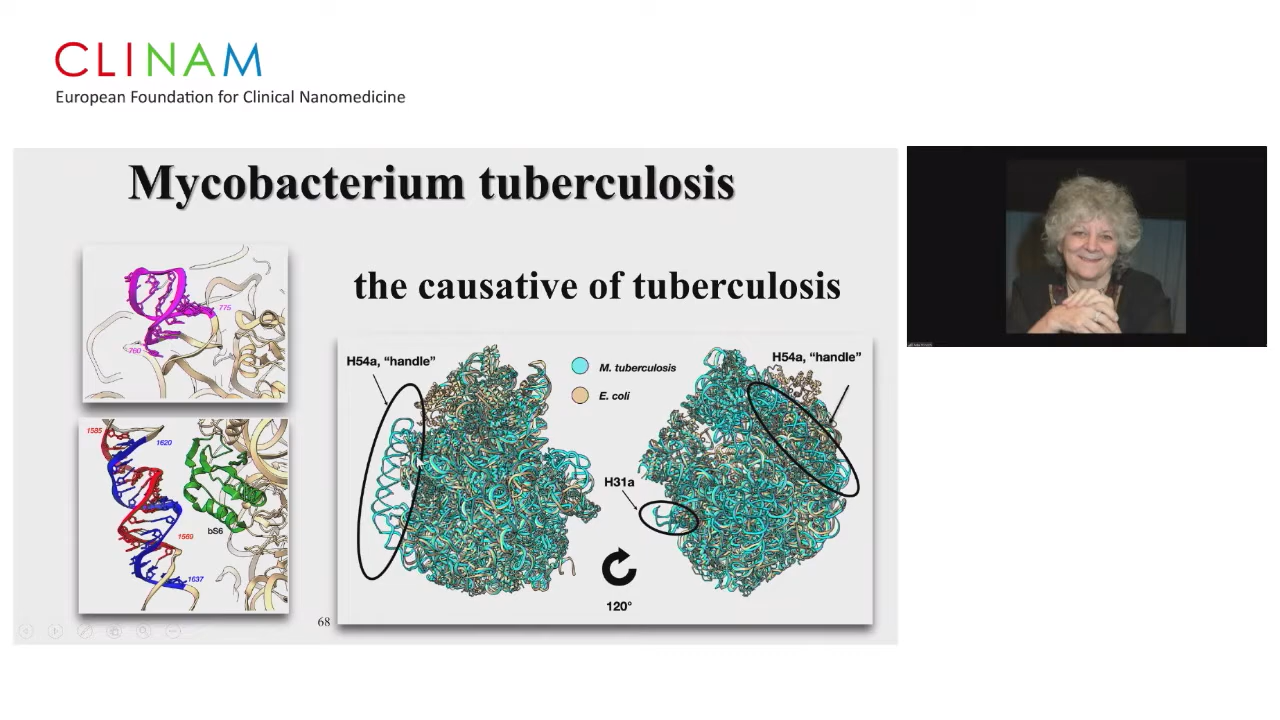 CLINAM
European Foundation for Clinical Nanomedicine
Mycobacterium tuberculosis
the causative of tuberculosis
775
760
1585
1620
bS6
1569
1637
H54a, "handle"
M. tuberculosis
E. coli
H54a, "handle"
H31a
120°
68